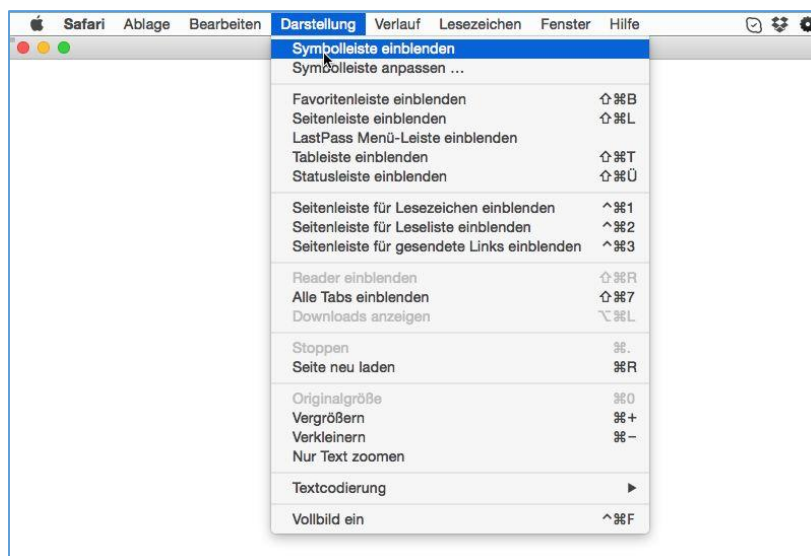 Safari Ablage Bearbeiten Darstellung Verlauf Lesezeichen Fenster Hilfe
Symbolleiste einblenden
Symbolleiste anpassen …
Favoritenleiste einblenden ⇧⌘B
Seitenleiste einblenden ⇧⌘L
LastPass Menü-Leiste einblenden
Tableiste einblenden ⇧⌘T
Statusleiste einblenden ⇧⌘Ü
Seitenleiste für Lesezeichen einblenden ^⌘1
Seitenleiste für Leseliste einblenden ^⌘2
Seitenleiste für gesendete Links einblenden ^⌘3
Reader einblenden ⇧⌘R
Alle Tabs einblenden ⇧⌘7
Downloads anzeigen ⌥⌘L
Stoppen ⌘.
Seite neu laden ⌘R
Originalgröße ⌘0
Vergrößern ⌘+
Verkleinern ⌘−
Nur Text zoomen
Textcodierung ▶
Vollbild ein ^⌘F